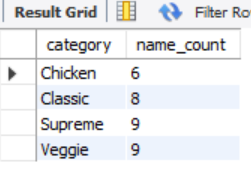 Result Grid Filter Ro
category name_count
Chicken 6
Classic 8
Supreme 9
Veggie 9